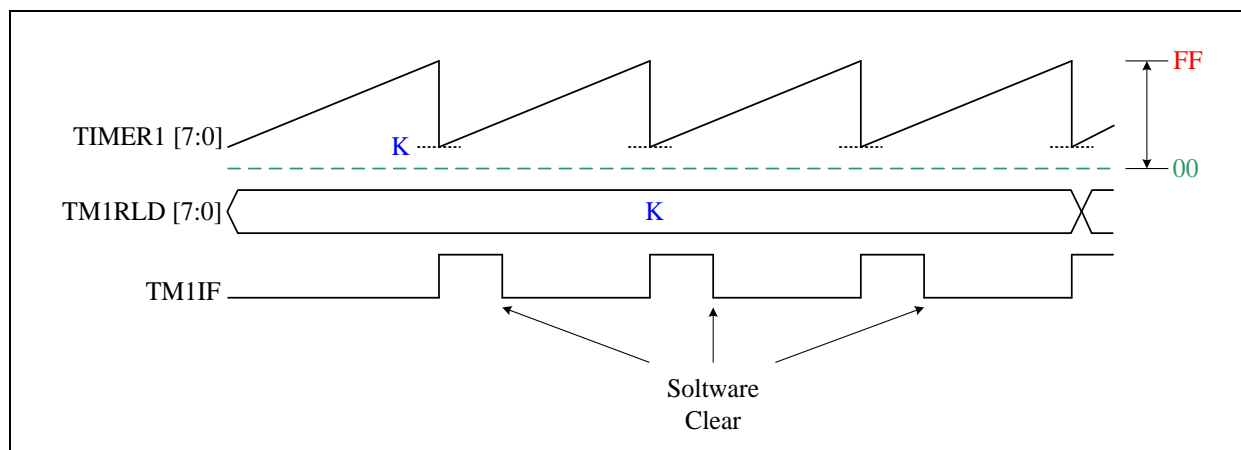 FF
TIMER1 [7:0]
K
00
TM1RLD [7:0]
K
TM1IF
Soltware
Clear